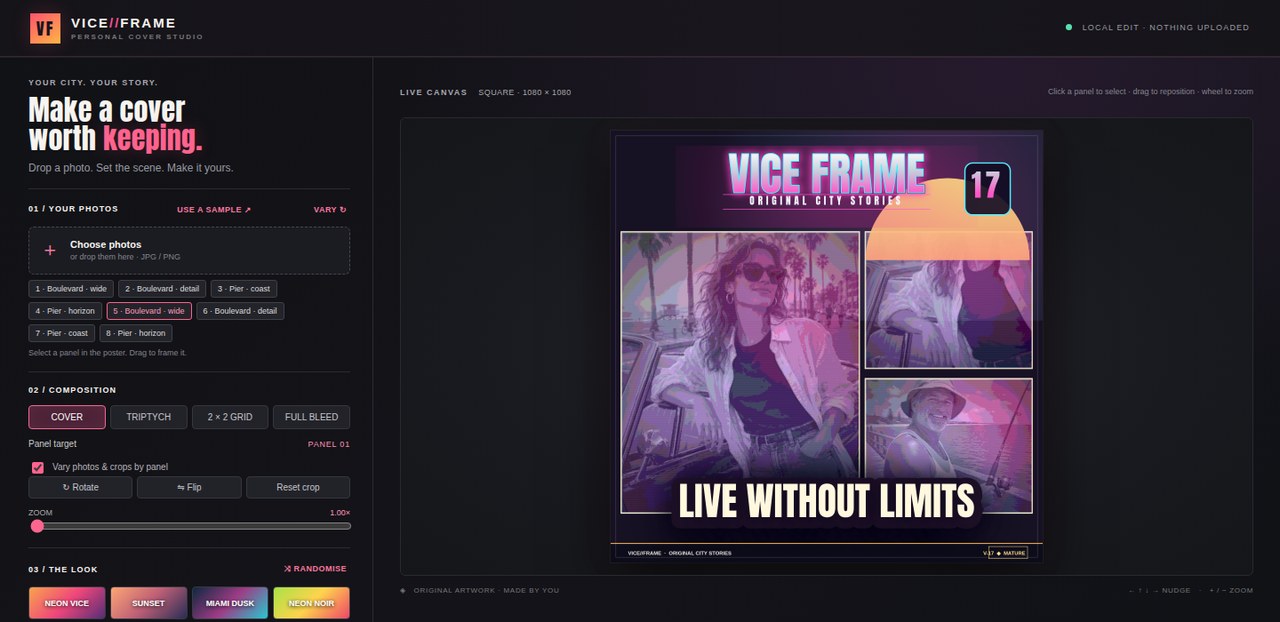 VF
VICE//FRAME
PERSONAL COVER STUDIO
LOCAL EDIT · NOTHING UPLOADED
YOUR CITY. YOUR STORY.
Make a cover
worth keeping.
Drop a photo. Set the scene. Make it yours.
01 / YOUR PHOTOS USE A SAMPLE ↗ VARY ↻
+ Choose photos
or drop them here · JPG / PNG
1 · Boulevard · wide 2 · Boulevard · detail 3 · Pier · coast
4 · Pier · horizon 5 · Boulevard · wide 6 · Boulevard · detail
7 · Pier · coast 8 · Pier · horizon
Select a panel in the poster. Drag to frame it.
02 / COMPOSITION
COVER TRIPTYCH 2 × 2 GRID FULL BLEED
Panel target PANEL 01
Vary photos & crops by panel
↻ Rotate ⇋ Flip Reset crop
ZOOM 1.00×
03 / THE LOOK ⤨ RANDOMISE
NEON VICE SUNSET MIAMI DUSK NEON NOIR
LIVE CANVAS SQUARE · 1080 × 1080
Click a panel to select · drag to reposition · wheel to zoom
VICE FRAME
ORIGINAL CITY STORIES
17
LIVE WITHOUT LIMITS
VICE/FRAME · ORIGINAL CITY STORIES
V.17 ◆ MATURE
◈ ORIGINAL ARTWORK · MADE BY YOU
← ↑ ↓ → NUDGE · + / − ZOOM